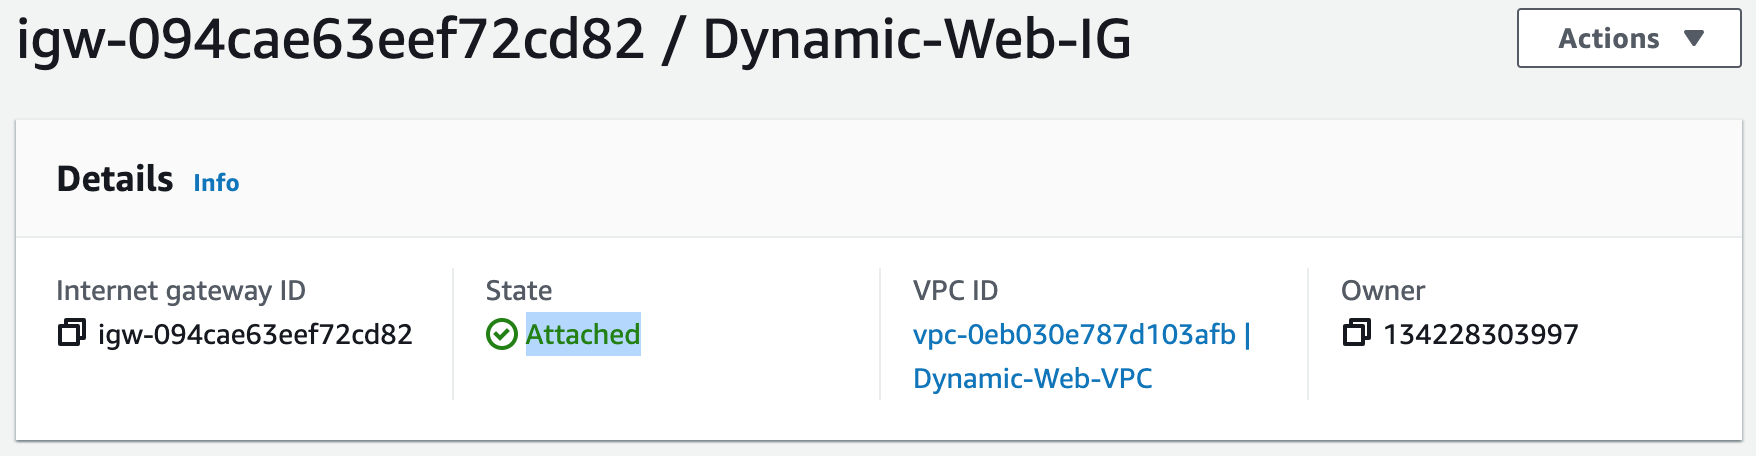 igw-094cae63eef72cd82 / Dynamic-Web-IG
Actions
Details Info
Internet gateway ID
igw-094cae63eef72cd82
State
Attached
VPC ID
vpc-0eb030e787d103afb |
Dynamic-Web-VPC
Owner
134228303997